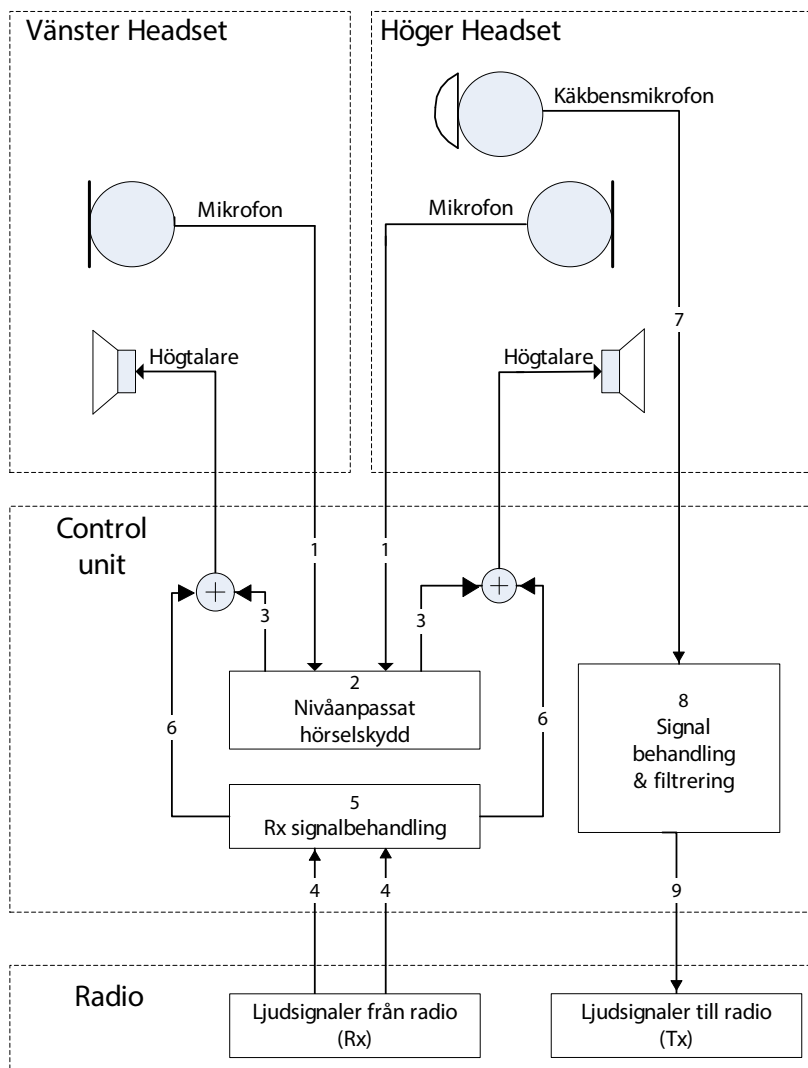 Vänster Headset
Höger Headset
Käkbensmikrofon
Mikrofon
Mikrofon
7
Högtalare
Högtalare
Control
unit
1
1
3
3
2
Nivåanpassat
hörselskydd
6
6
8
Signal
behandling
& filtrering
5
Rx signalbehandling
4
4
9
Radio
Ljudsignaler från radio
(Rx)
Ljudsignaler till radio
(Tx)